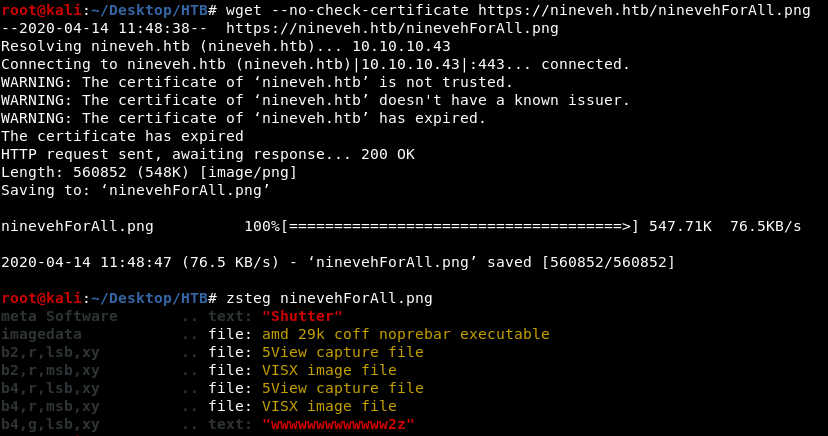 root@kali:~/Desktop/HTB# wget --no-check-certificate https://nineveh.htb/ninevehForAll.png
--2020-04-14 11:48:38--  https://nineveh.htb/ninevehForAll.png
Resolving nineveh.htb (nineveh.htb)... 10.10.10.43
Connecting to nineveh.htb (nineveh.htb)|10.10.10.43|:443... connected.
WARNING: The certificate of ‘nineveh.htb’ is not trusted.
WARNING: The certificate of ‘nineveh.htb’ doesn't have a known issuer.
WARNING: The certificate of ‘nineveh.htb’ has expired.
The certificate has expired
HTTP request sent, awaiting response... 200 OK
Length: 560852 (548K) [image/png]
Saving to: ‘ninevehForAll.png’
ninevehForAll.png          100%[=====================================>] 547.71K  76.5KB/s
2020-04-14 11:48:47 (76.5 KB/s) - ‘ninevehForAll.png’ saved [560852/560852]
root@kali:~/Desktop/HTB# zsteg ninevehForAll.png
meta Software       .. text: "Shutter"
imagedata           .. file: amd 29k coff noprebar executable
b2,r,lsb,xy         .. file: 5View capture file
b2,r,msb,xy         .. file: VISX image file
b4,r,lsb,xy         .. file: 5View capture file
b4,r,msb,xy         .. file: VISX image file
b4,g,lsb,xy         .. text: "wwwwwwwwwwwww2z"